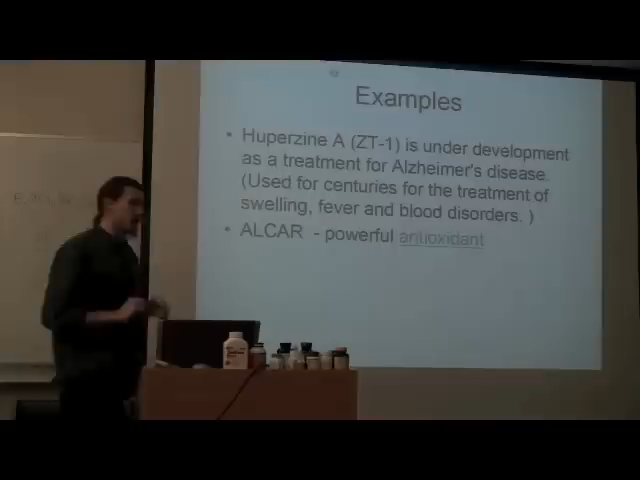 Examples
• Huperzine A (ZT-1) is under development
as a treatment for Alzheimer's disease.
(Used for centuries for the treatment of
swelling, fever and blood disorders. )
• ALCAR - powerful antioxidant